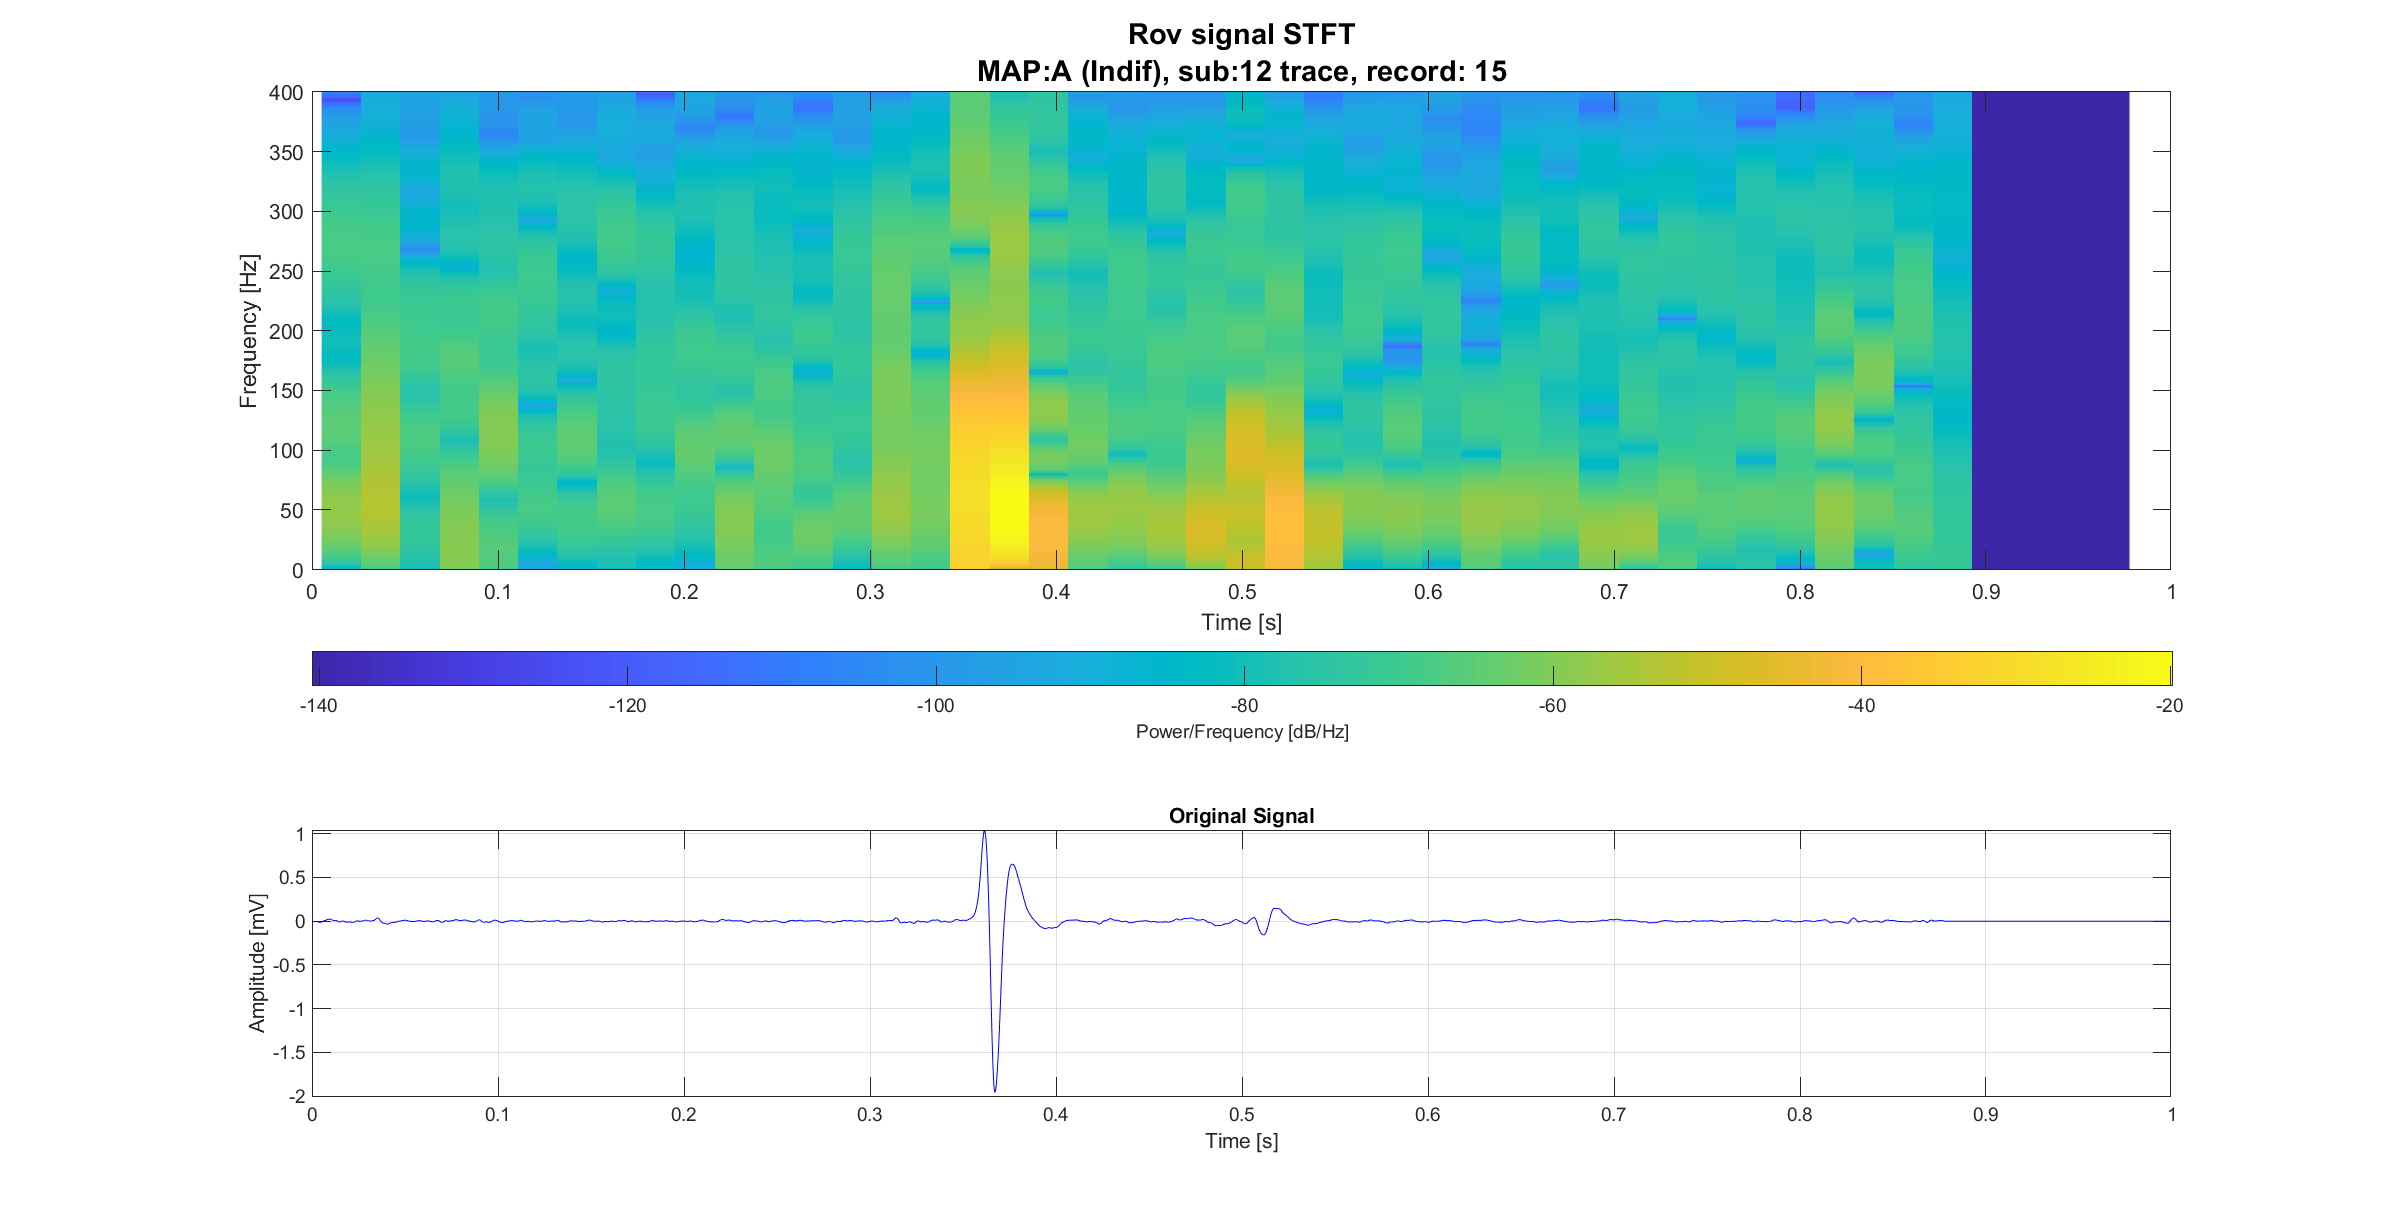 Rov signal STFT
MAP:A (Indif), sub:12 trace, record: 15
400
350
300
250
200
150
100
50
0
Frequency [Hz]
0 0.1 0.2 0.3 0.4 0.5 0.6 0.7 0.8 0.9 1
Time [s]
-140 -120 -100 -80 -60 -40 -20
Power/Frequency [dB/Hz]
Original Signal
1
0.5
0
-0.5
-1
-1.5
-2
Amplitude [mV]
0 0.1 0.2 0.3 0.4 0.5 0.6 0.7 0.8 0.9 1
Time [s]